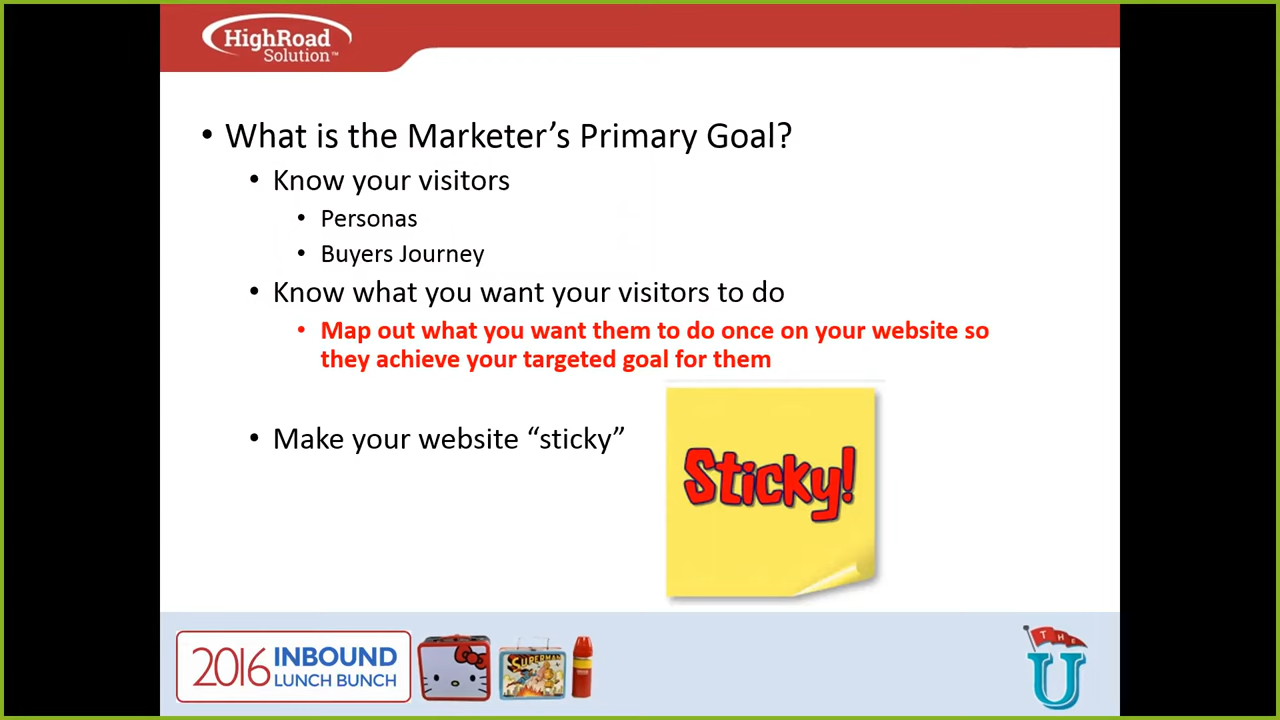 HighRoad
Solution™
• What is the Marketer’s Primary Goal?
• Know your visitors
• Personas
• Buyers Journey
• Know what you want your visitors to do
• Map out what you want them to do once on your website so
they achieve your targeted goal for them
• Make your website “sticky”
Sticky!
2016 INBOUND
LUNCH BUNCH
SUPERMAN
THE
U